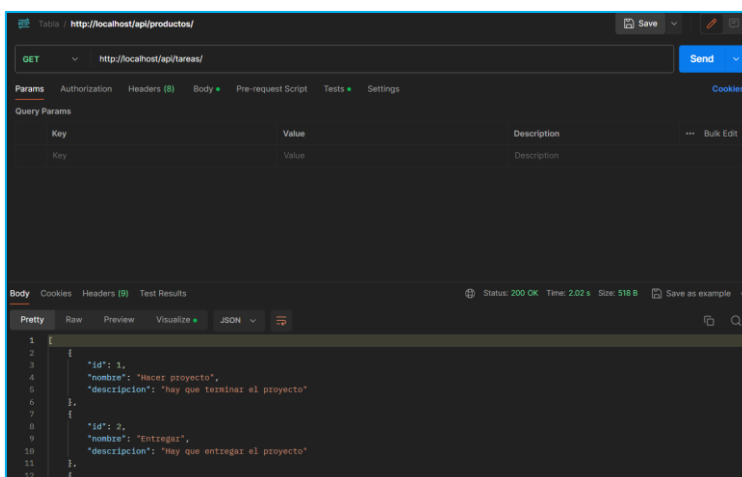 Tabla / http://localhost/api/productos/
Save
GET http://localhost/api/tareas/ Send
Params Authorization Headers (8) Body Pre-request Script Tests Settings Cookies
Query Params
Key Value Description ••• Bulk Edit
Key Value Description
Body Cookies Headers (9) Test Results Status: 200 OK Time: 2.02 s Size: 518 B Save as example
Pretty Raw Preview Visualize JSON
1 [
2 {
3 "id": 1,
4 "nombre": "Hacer proyecto",
5 "descripcion": "hay que terminar el proyecto"
6 },
7 {
8 "id": 2,
9 "nombre": "Entregar",
10 "descripcion": "Hay que entregar el proyecto"
11 },
12 {